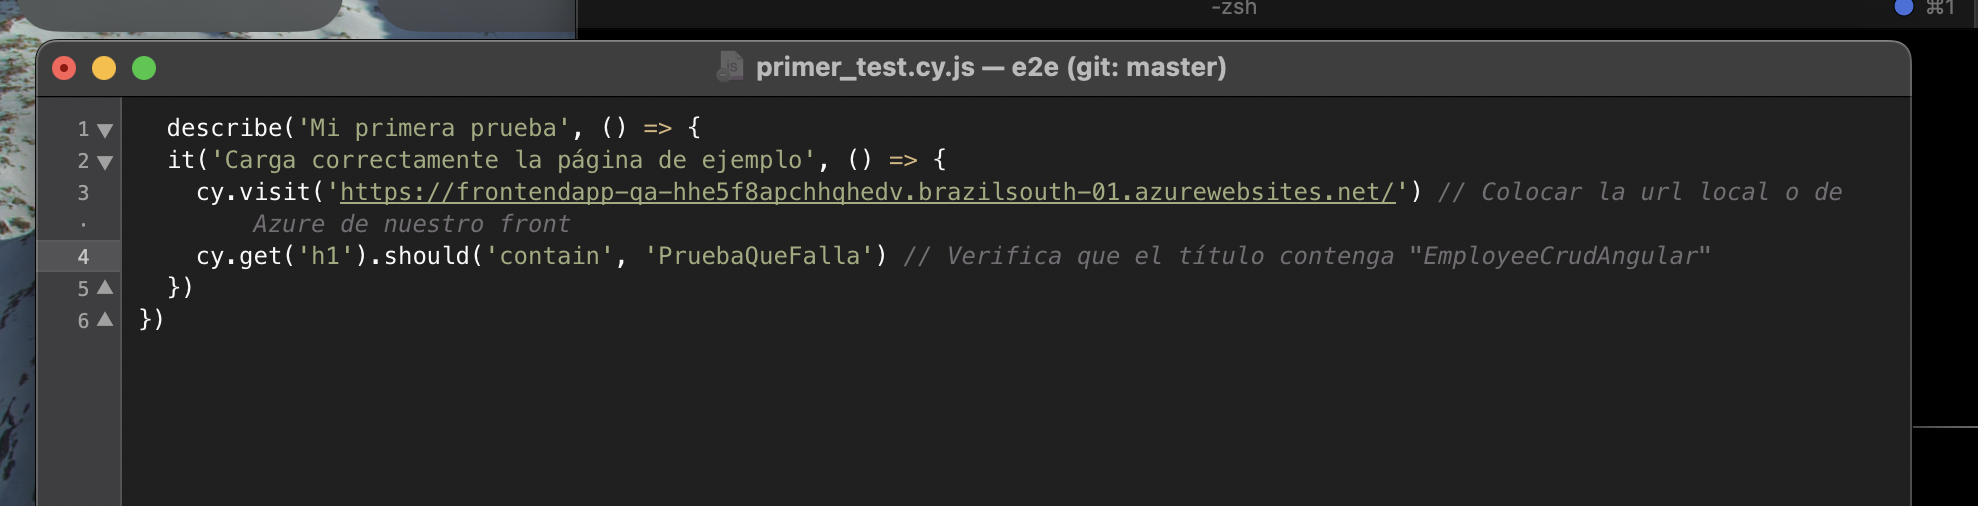 -zsh
⌘1
primer_test.cy.js — e2e (git: master)
1 describe('Mi primera prueba', () => {
2 it('Carga correctamente la página de ejemplo', () => {
3 cy.visit('https://frontendapp-qa-hhe5f8apchhqhedv.brazilsouth-01.azurewebsites.net/') // Colocar la url local o de
Azure de nuestro front
4 cy.get('h1').should('contain', 'PruebaQueFalla') // Verifica que el título contenga "EmployeeCrudAngular"
5 })
6 })